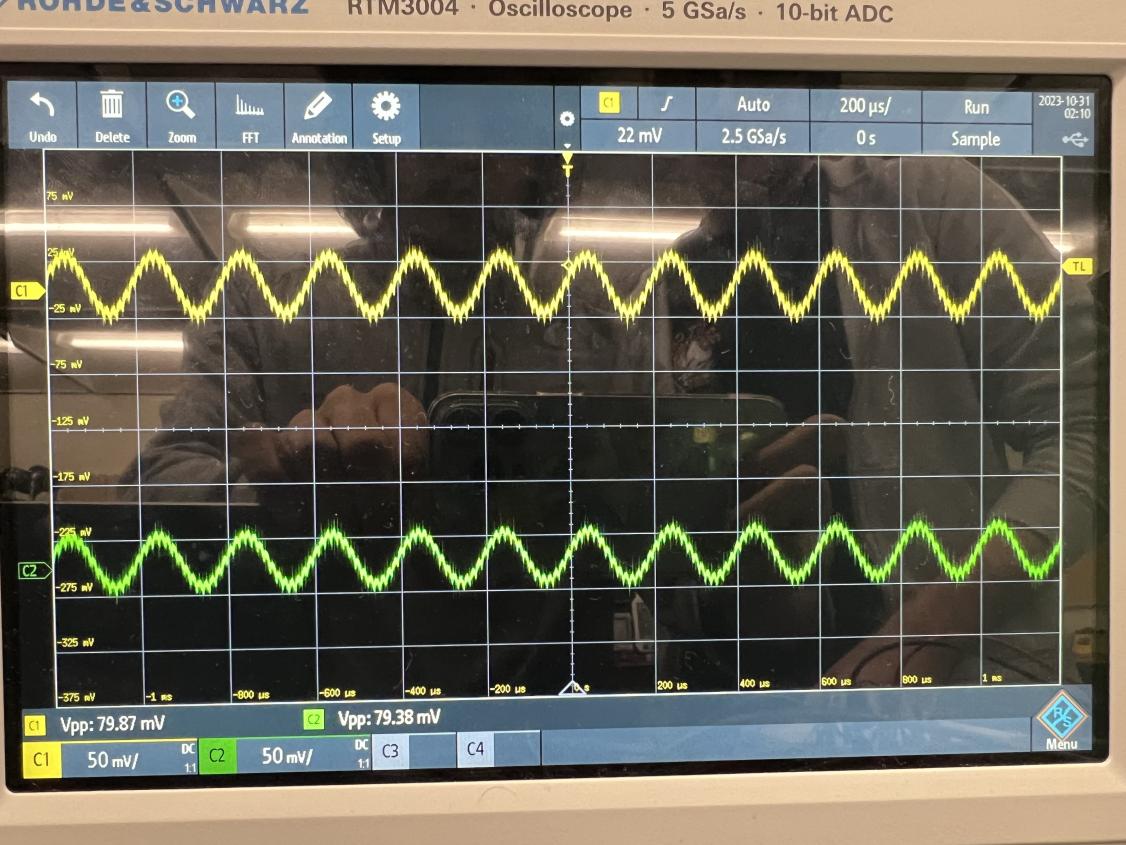 ROHDE&SCHWARZ RTM3004 · Oscilloscope · 5 GSa/s · 10-bit ADC
Undo Delete Zoom FFT Annotation Setup
C1 Auto 200 µs/ Run 2023-10-31
02:10
22 mV 2.5 GSa/s 0 s Sample
T
75 mV
25 mV
TL
C1
-25 mV
-75 mV
-125 mV
-175 mV
-225 mV
C2
-275 mV
-325 mV
-375 mV -1 ms -800 µs -600 µs -400 µs -200 µs 0 s 200 µs 400 µs 600 µs 800 µs 1 ms
C1 Vpp: 79.87 mV C2 Vpp: 79.38 mV
R/S
Menu
C1 50 mV/ DC
1:1
C2 50 mV/ DC
1:1
C3 C4